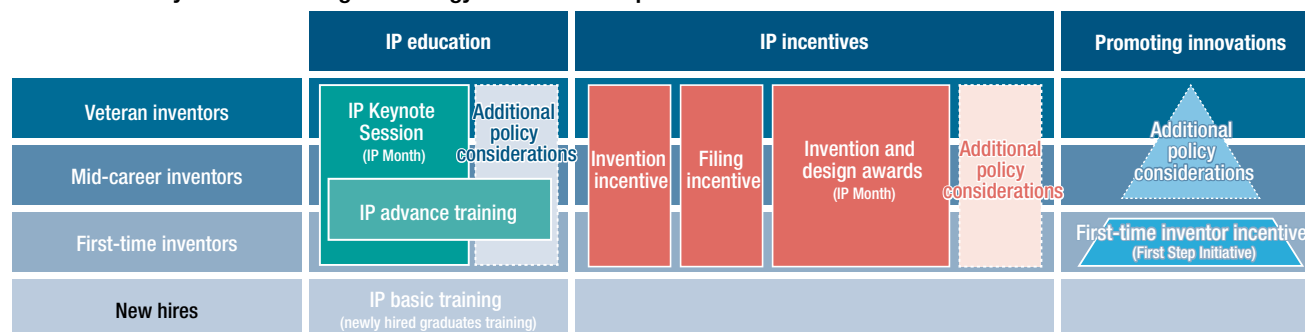 IP education
IP incentives
Promoting innovations
Veteran inventors
Mid-career inventors
First-time inventors
New hires
IP Keynote
Session
(IP Month)
Additional
policy
considerations
IP advance training
IP basic training
(newly hired graduates training)
Invention
incentive
Filing
incentive
Invention and
design awards
(IP Month)
Additional
policy
considerations
Additional
policy
considerations
First-time inventor incentive
(First Step Initiative)